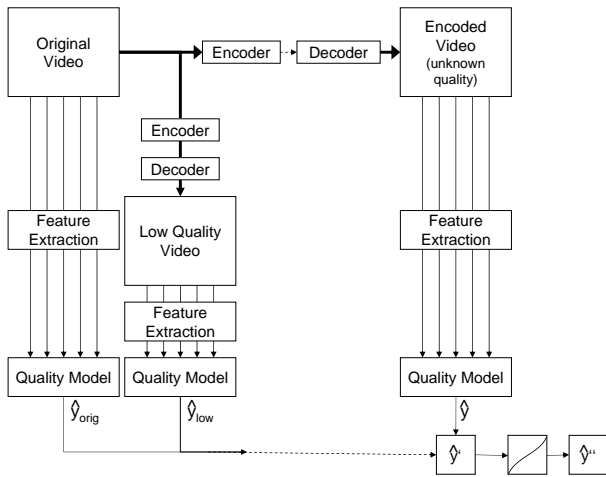 Original
Video
Encoder
Decoder
Encoded
Video
(unknown
quality)
Encoder
Decoder
Low Quality
Video
Feature
Extraction
Feature
Extraction
Feature
Extraction
Quality Model
Quality Model
Quality Model
ŷorig
ŷlow
ŷ
ŷ‘
ŷ“